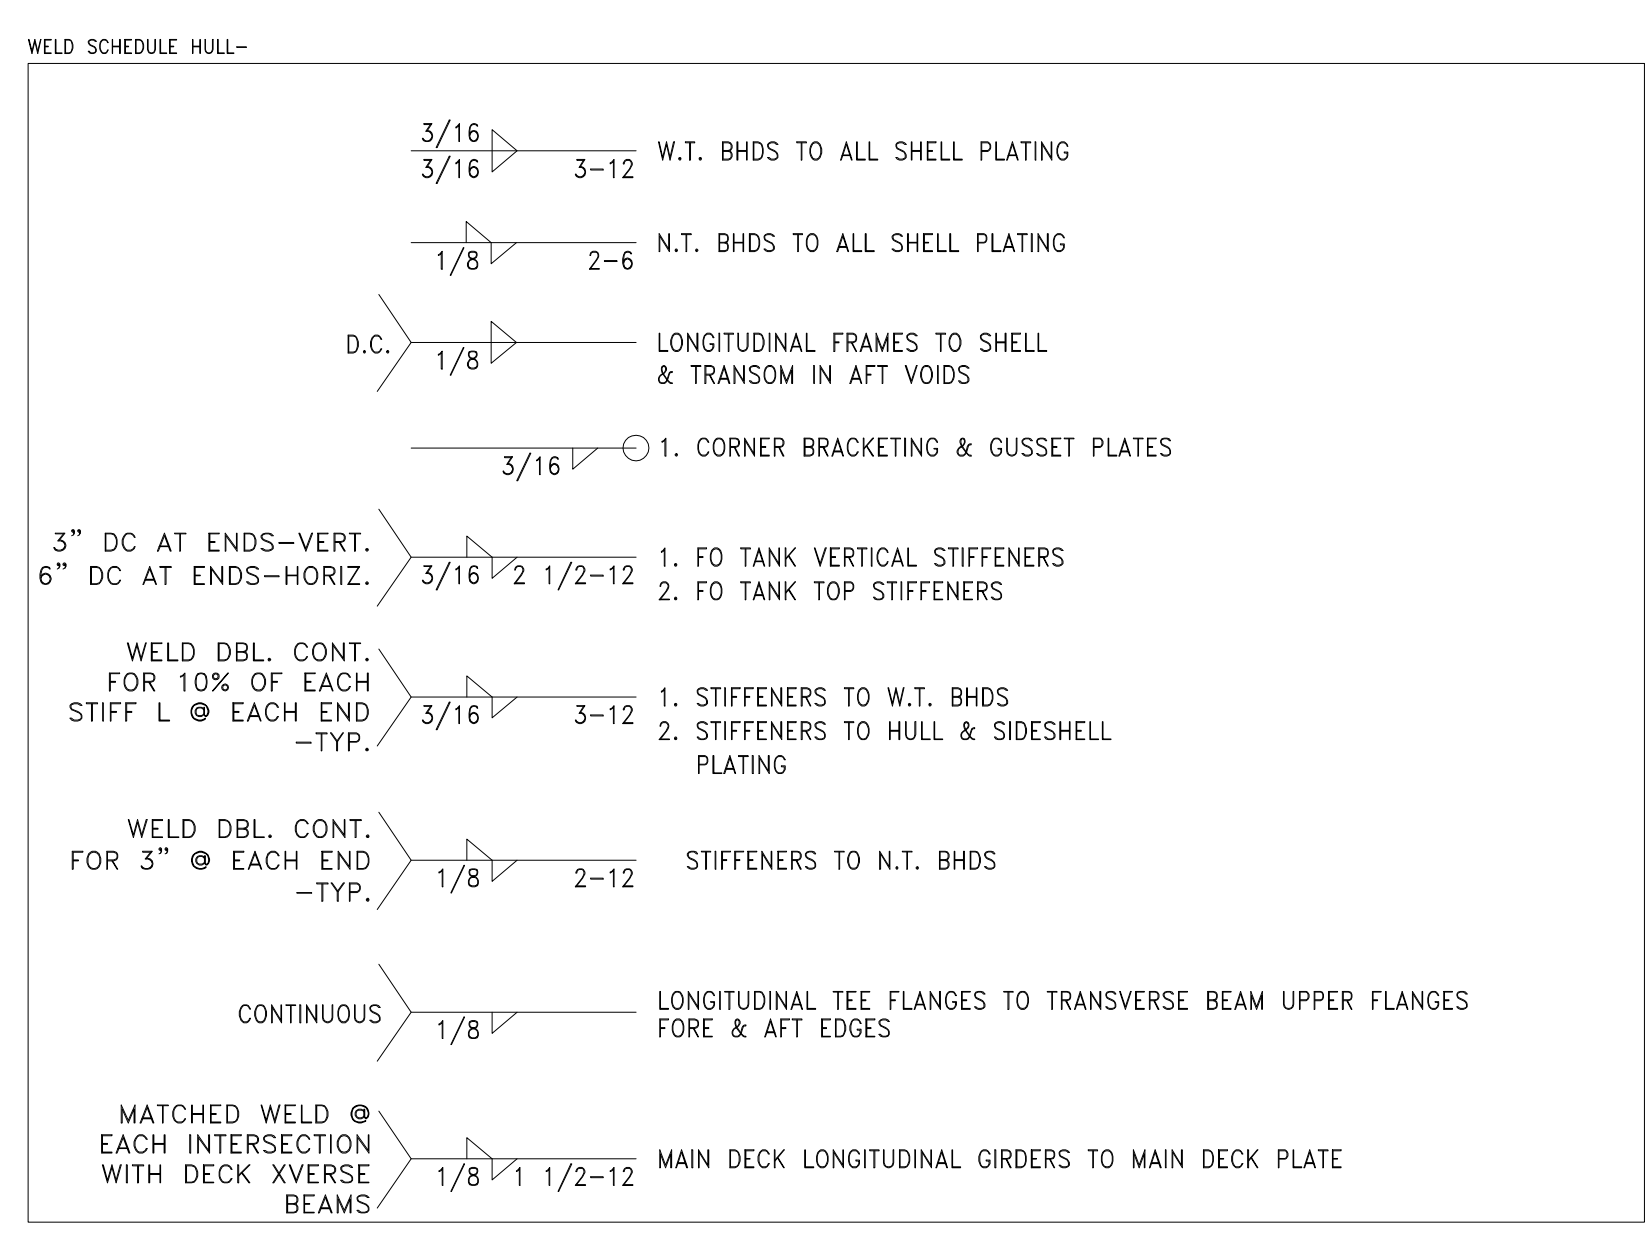 WELD SCHEDULE HULL-
3/16
3/16 3-12 W.T. BHDS TO ALL SHELL PLATING
1/8 2-6 N.T. BHDS TO ALL SHELL PLATING
D.C. 1/8 LONGITUDINAL FRAMES TO SHELL
& TRANSOM IN AFT VOIDS
3/16 1. CORNER BRACKETING & GUSSET PLATES
3" DC AT ENDS-VERT.
6" DC AT ENDS-HORIZ.
3/16 2 1/2-12
1. FO TANK VERTICAL STIFFENERS
2. FO TANK TOP STIFFENERS
WELD DBL. CONT.
FOR 10% OF EACH
STIFF L @ EACH END
-TYP.
3/16 3-12
1. STIFFENERS TO W.T. BHDS
2. STIFFENERS TO HULL & SIDESHELL
PLATING
WELD DBL. CONT.
FOR 3" @ EACH END
-TYP.
1/8 2-12
STIFFENERS TO N.T. BHDS
CONTINUOUS
1/8
LONGITUDINAL TEE FLANGES TO TRANSVERSE BEAM UPPER FLANGES
FORE & AFT EDGES
MATCHED WELD @
EACH INTERSECTION
WITH DECK XVERSE
BEAMS
1/8 1 1/2-12
MAIN DECK LONGITUDINAL GIRDERS TO MAIN DECK PLATE